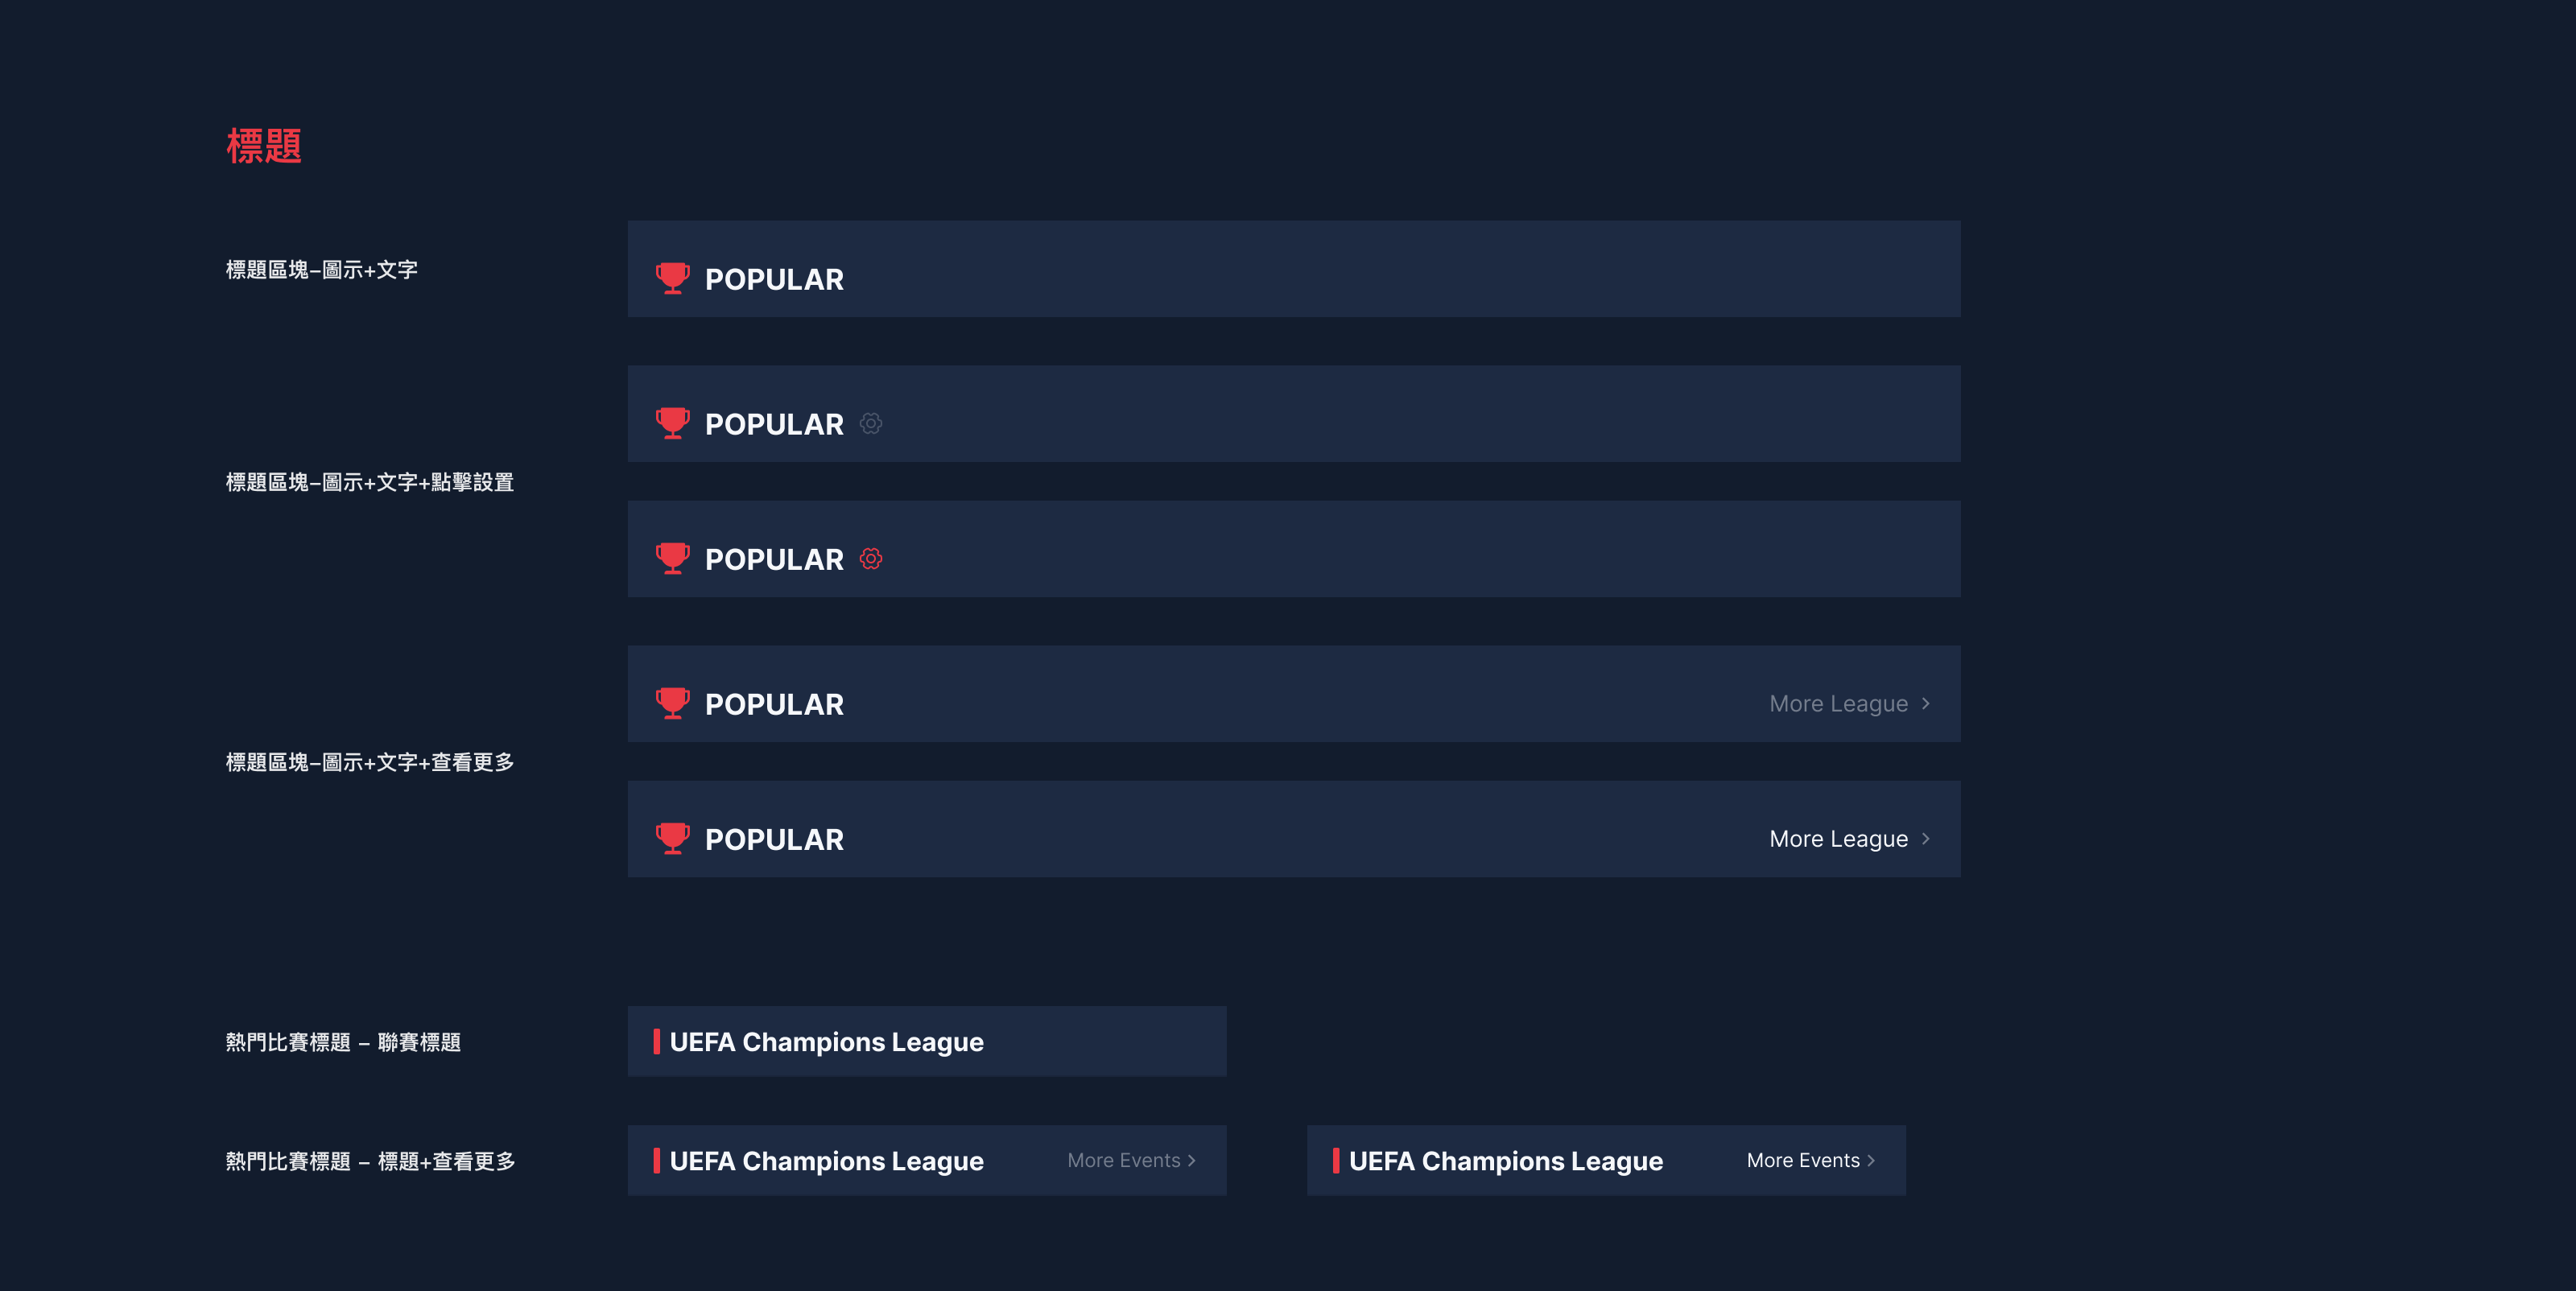 標題
標題區塊–圖示+文字
POPULAR
POPULAR
標題區塊–圖示+文字+點擊設置
POPULAR
POPULAR More League
標題區塊–圖示+文字+查看更多
POPULAR More League
熱門比賽標題 – 聯賽標題
UEFA Champions League
熱門比賽標題 – 標題+查看更多
UEFA Champions League More Events
UEFA Champions League More Events